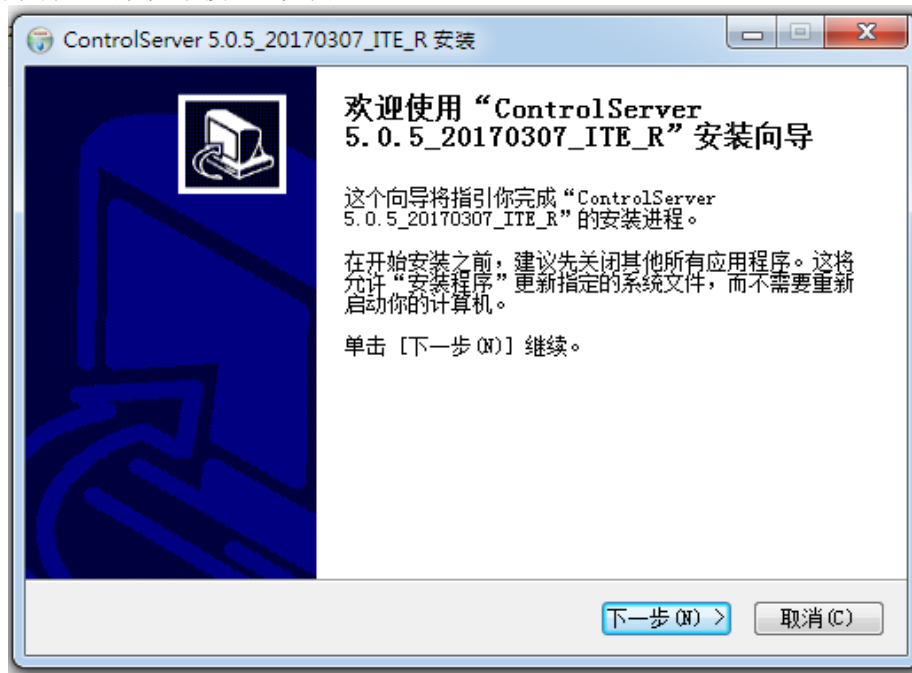 ControlServer 5.0.5_20170307_ITE_R 安装
欢迎使用“ControlServer
5.0.5_20170307_ITE_R”安装向导
这个向导将指引你完成“ControlServer
5.0.5_20170307_ITE_R”的安装进程。
在开始安装之前，建议先关闭其他所有应用程序。这将
允许“安装程序”更新指定的系统文件，而不需要重新
启动你的计算机。
单击 [下一步(N)] 继续。
下一步(N) >
取消(C)